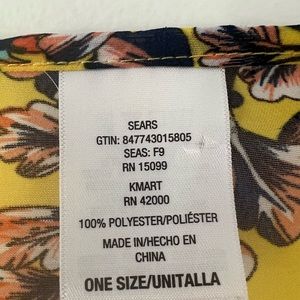 SEARS
GTIN: 847743015805
SEAS: F9
RN 15099
KMART
RN 42000
100% POLYESTER/POLIÉSTER
MADE IN/HECHO EN
CHINA
ONE SIZE/UNITALLA